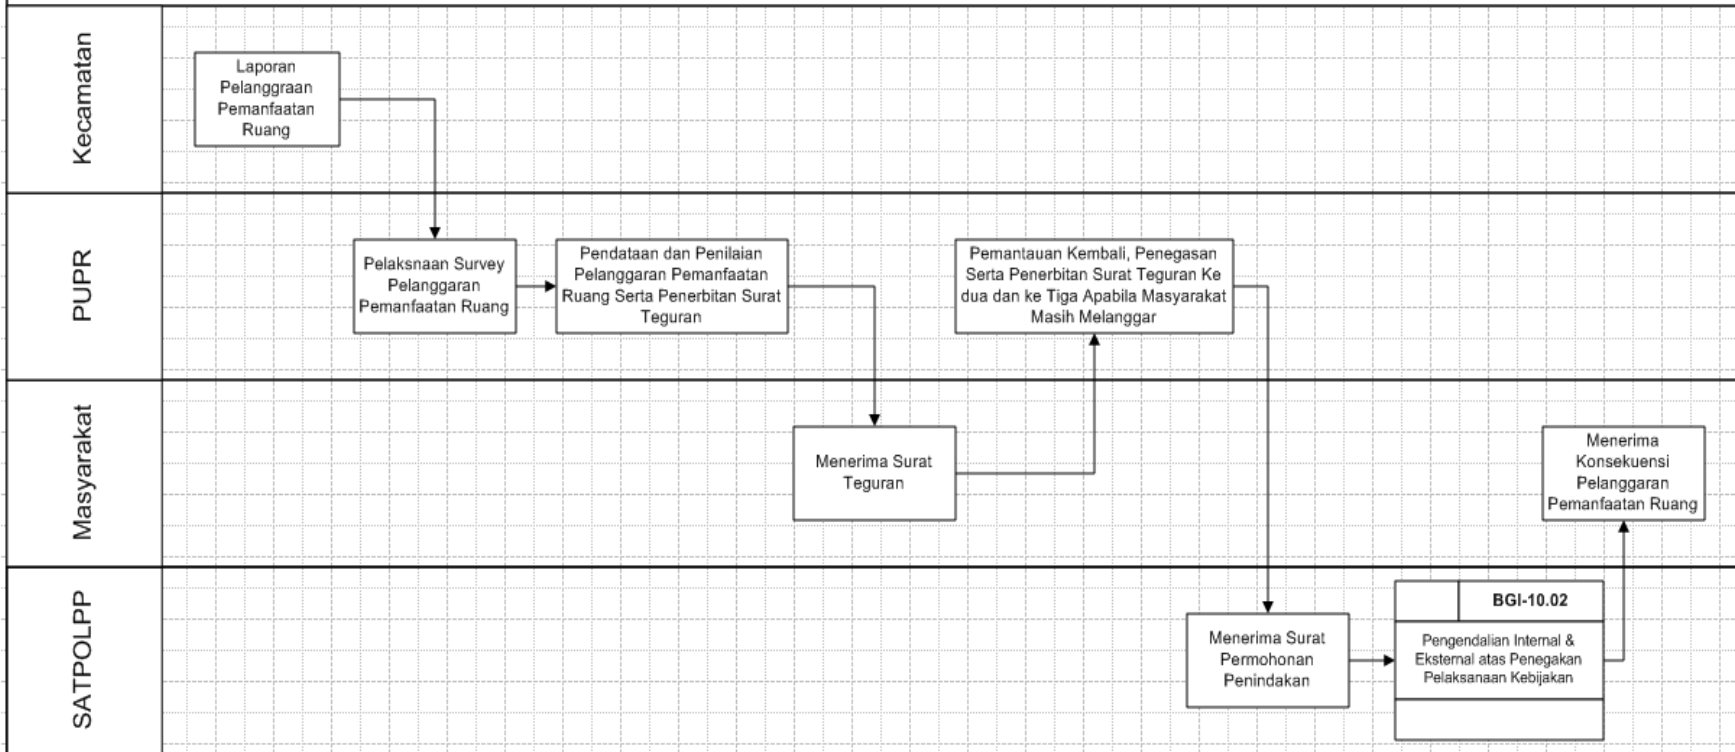 Kecamatan
Laporan
Pelanggraan
Pemanfaatan
Ruang
PUPR
Pelaksnaan Survey
Pelanggaran
Pemanfaatan Ruang
Pendataan dan Penilaian
Pelanggaran Pemanfaatan
Ruang Serta Penerbitan Surat
Teguran
Pemantauan Kembali, Penegasan
Serta Penerbitan Surat Teguran Ke
dua dan ke Tiga Apabila Masyarakat
Masih Melanggar
Masyarakat
Menerima Surat
Teguran
Menerima
Konsekuensi
Pelanggaran
Pemanfaatan Ruang
SATPOLPP
Menerima Surat
Permohonan
Penindakan
BGI-10.02
Pengendalian Internal &
Eksternal atas Penegakan
Pelaksanaan Kebijakan